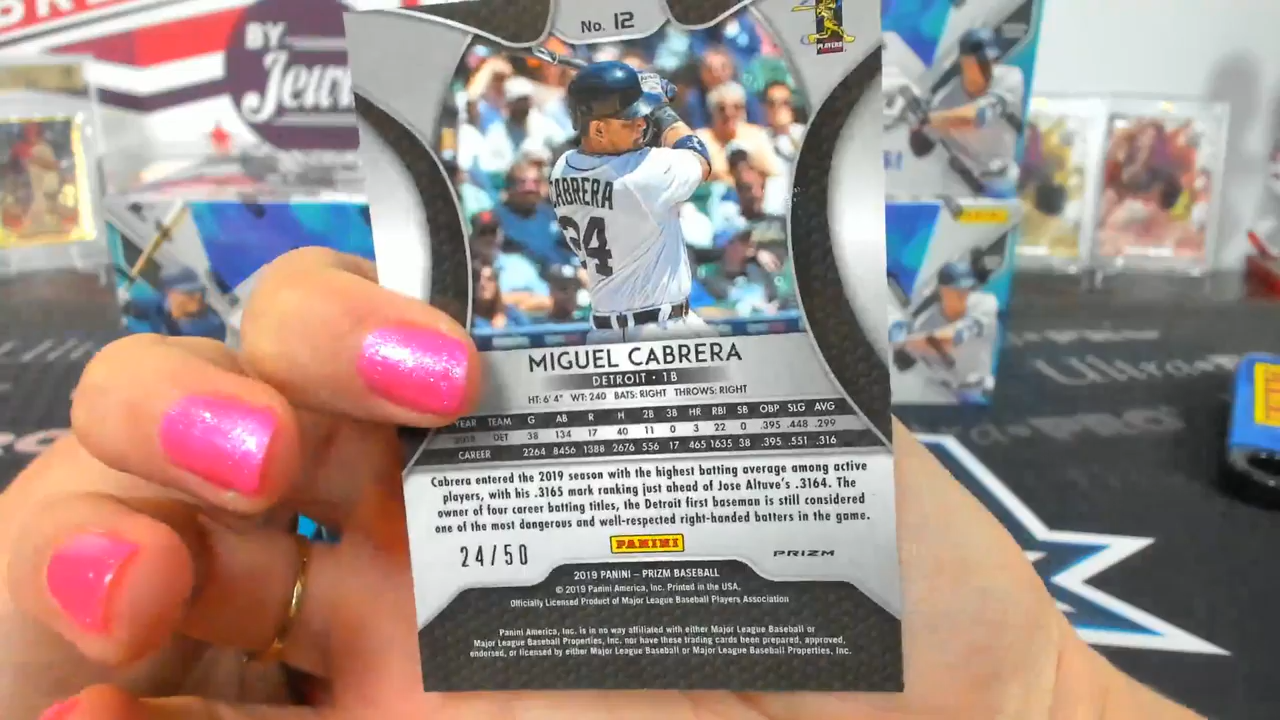 No. 12
PLAYERS
BY
CABRERA
24
MIGUEL CABRERA
DETROIT • 1B
HT: 6' 4" WT: 240 BATS: RIGHT THROWS: RIGHT
YEAR TEAM G AB R H 2B 3B HR RBI SB OBP SLG AVG
2018 DET 38 134 17 40 11 0 3 22 0 .395 .448 .299
CAREER 2264 8456 1388 2676 556 17 465 1635 38 .395 .551 .316
Cabrera entered the 2019 season with the highest batting average among active
players, with his .3165 mark ranking just ahead of Jose Altuve's .3164. The
owner of four career batting titles, the Detroit first baseman is still considered
one of the most dangerous and well-respected right-handed batters in the game.
24/50
PANINI
PRIZM
2019 PANINI – PRIZM BASEBALL
© 2019 Panini America, Inc. Printed in the USA.
Officially Licensed Product of Major League Baseball Players Association
Panini America, Inc. is in no way affiliated with either Major League Baseball or
Major League Baseball Properties, Inc. nor have these trading cards been prepared, approved,
endorsed, or licensed by either Major League Baseball or Major League Baseball Properties, Inc.